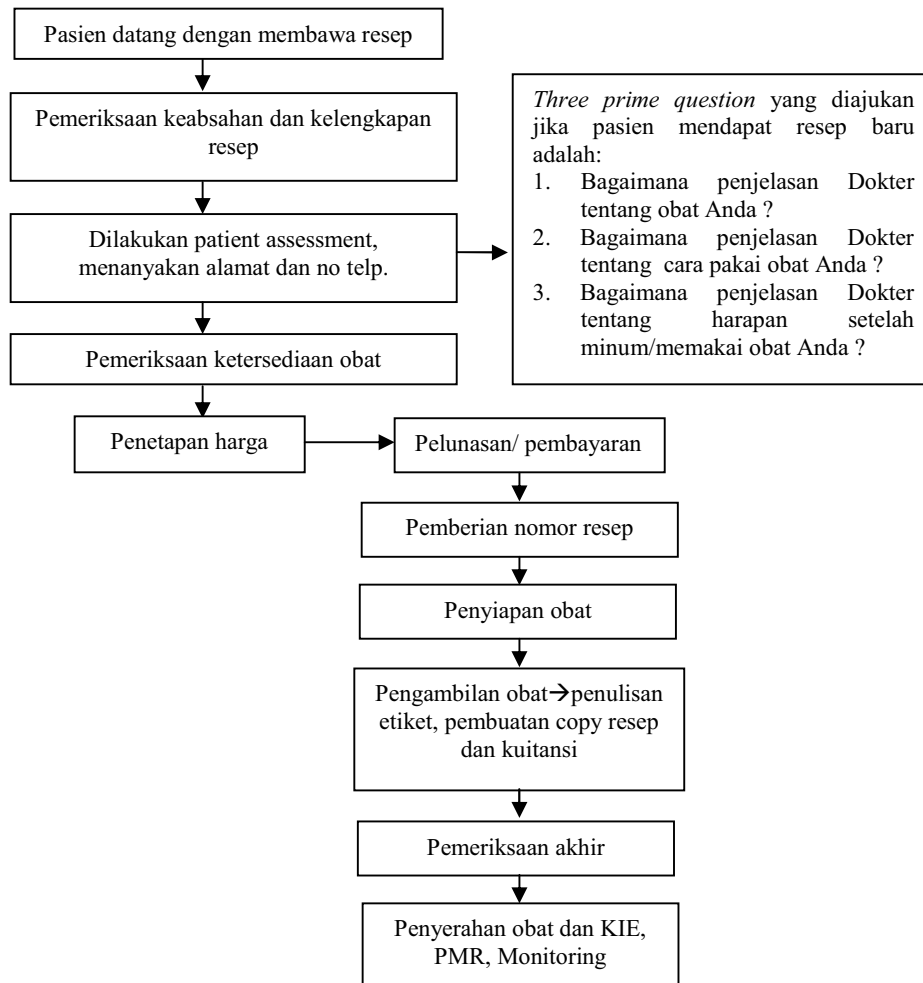 Pasien datang dengan membawa resep
Pemeriksaan keabsahan dan kelengkapan
resep
Dilakukan patient assessment,
menanyakan alamat dan no telp.
Three prime question yang diajukan
jika pasien mendapat resep baru
adalah:
1. Bagaimana penjelasan Dokter
tentang obat Anda ?
2. Bagaimana penjelasan Dokter
tentang cara pakai obat Anda ?
3. Bagaimana penjelasan Dokter
tentang harapan setelah
minum/memakai obat Anda ?
Pemeriksaan ketersediaan obat
Penetapan harga
Pelunasan/ pembayaran
Pemberian nomor resep
Penyiapan obat
Pengambilan obat→penulisan
etiket, pembuatan copy resep
dan kuitansi
Pemeriksaan akhir
Penyerahan obat dan KIE,
PMR, Monitoring